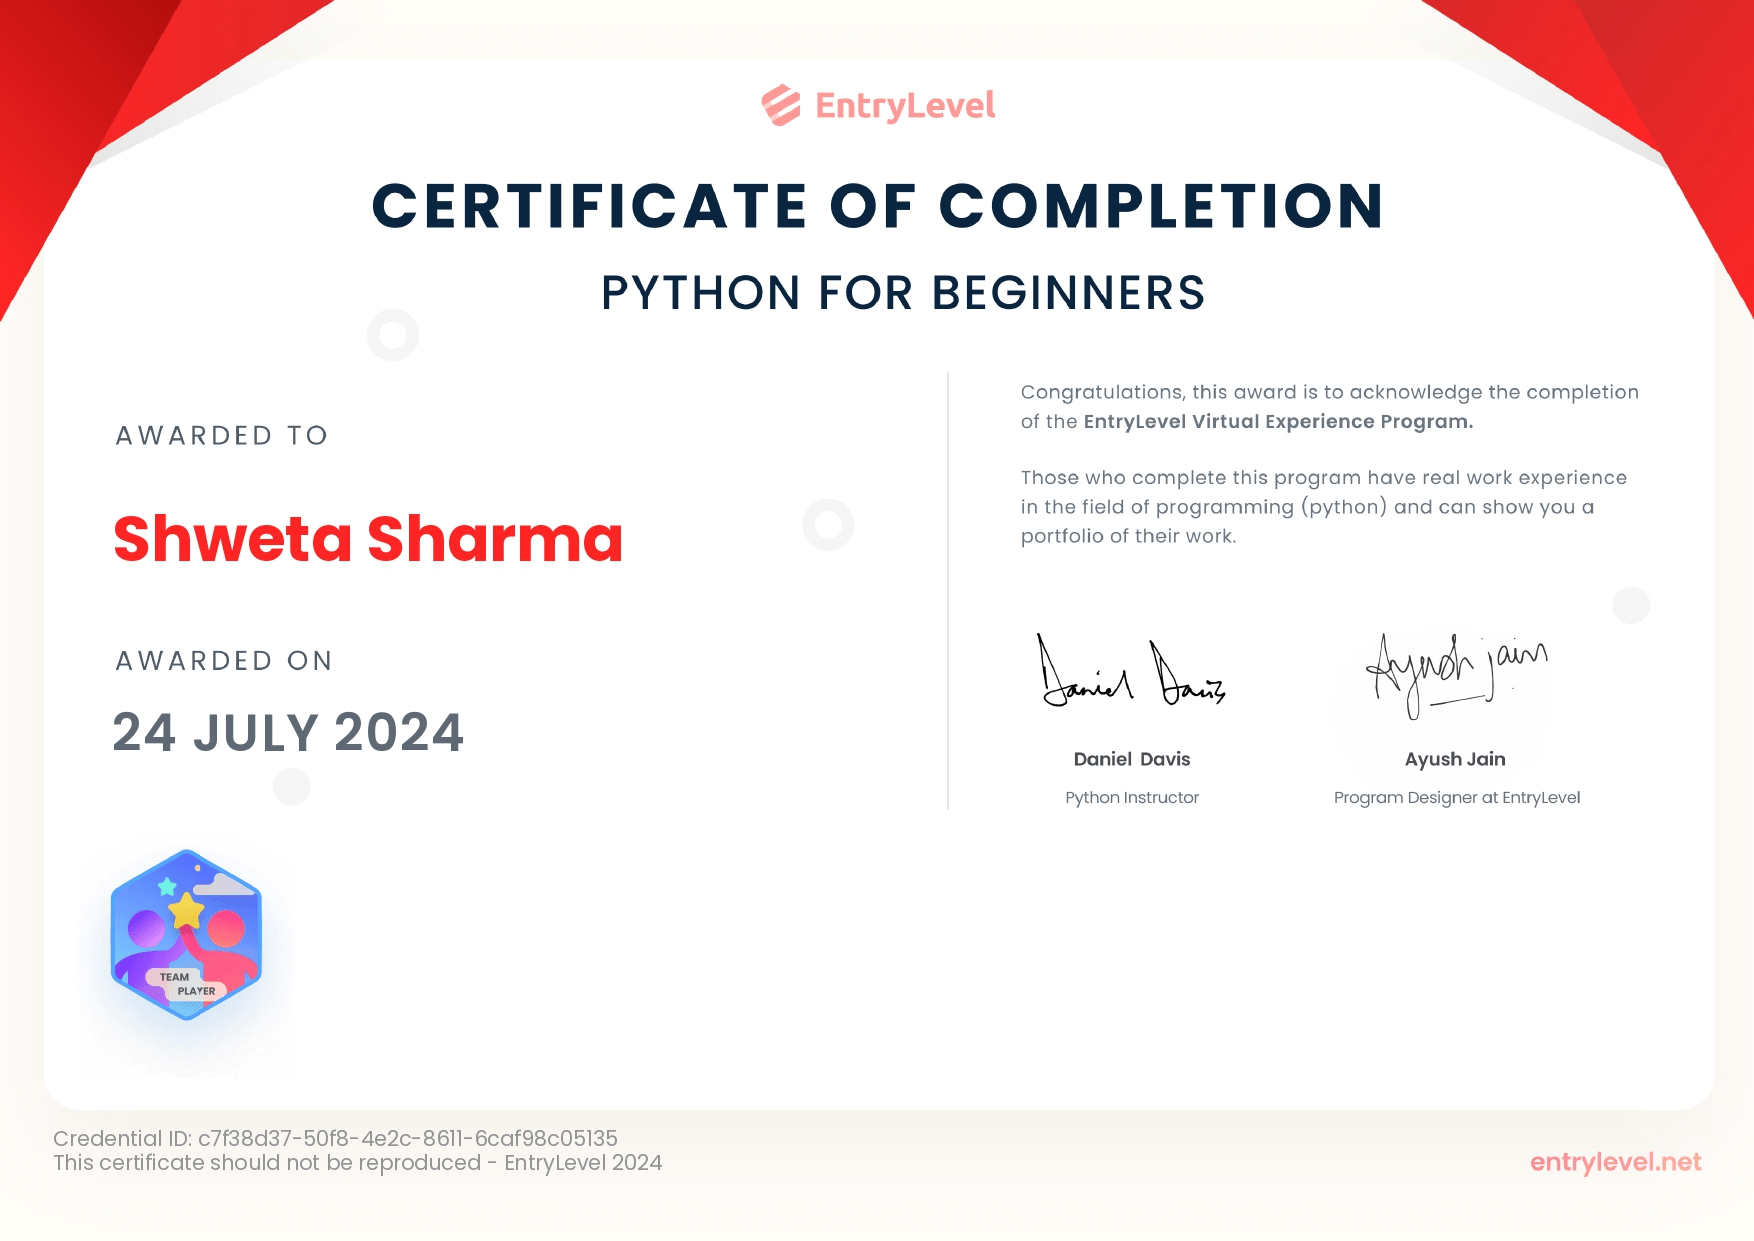 EntryLevel
CERTIFICATE OF COMPLETION
PYTHON FOR BEGINNERS
AWARDED TO
Shweta Sharma
AWARDED ON
24 JULY 2024
TEAM
PLAYER
Congratulations, this award is to acknowledge the completion
of the EntryLevel Virtual Experience Program.
Those who complete this program have real work experience
in the field of programming (python) and can show you a
portfolio of their work.
Daniel Davis
Ayush jain
Daniel Davis
Ayush Jain
Python Instructor
Program Designer at EntryLevel
Credential ID: c7f38d37-50f8-4e2c-8611-6caf98c05135
This certificate should not be reproduced - EntryLevel 2024
entrylevel.net